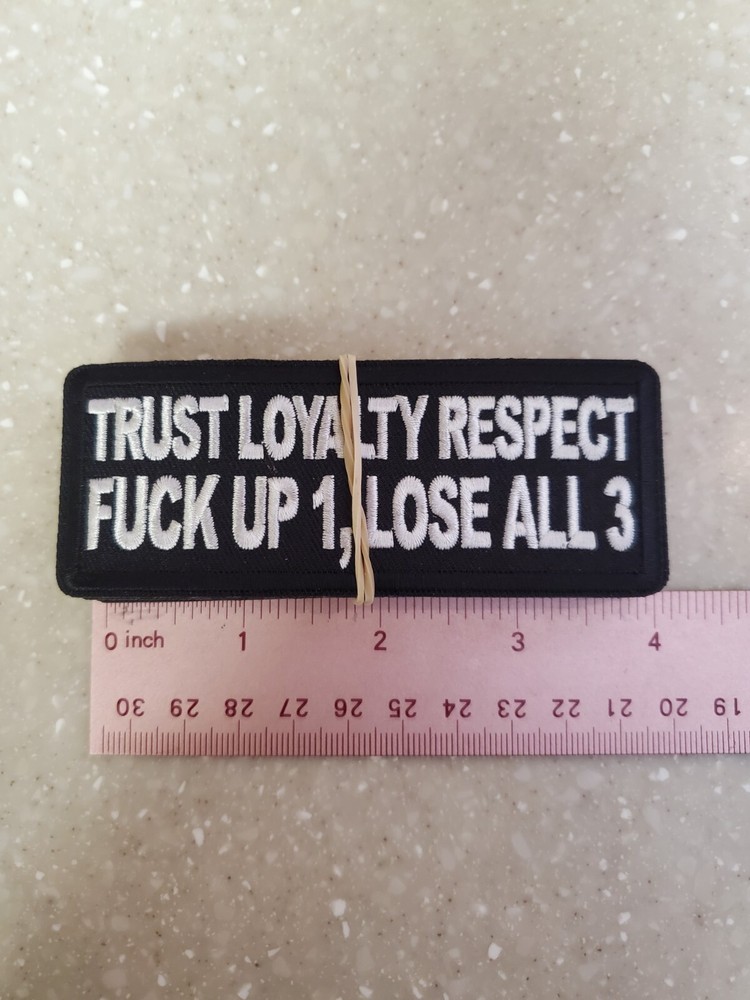 TRUST LOYALTY RESPECT
FUCK UP 1, LOSE ALL 3
0 inch 1 2 3 4
30 29 28 27 26 25 24 23 22 21 20 19